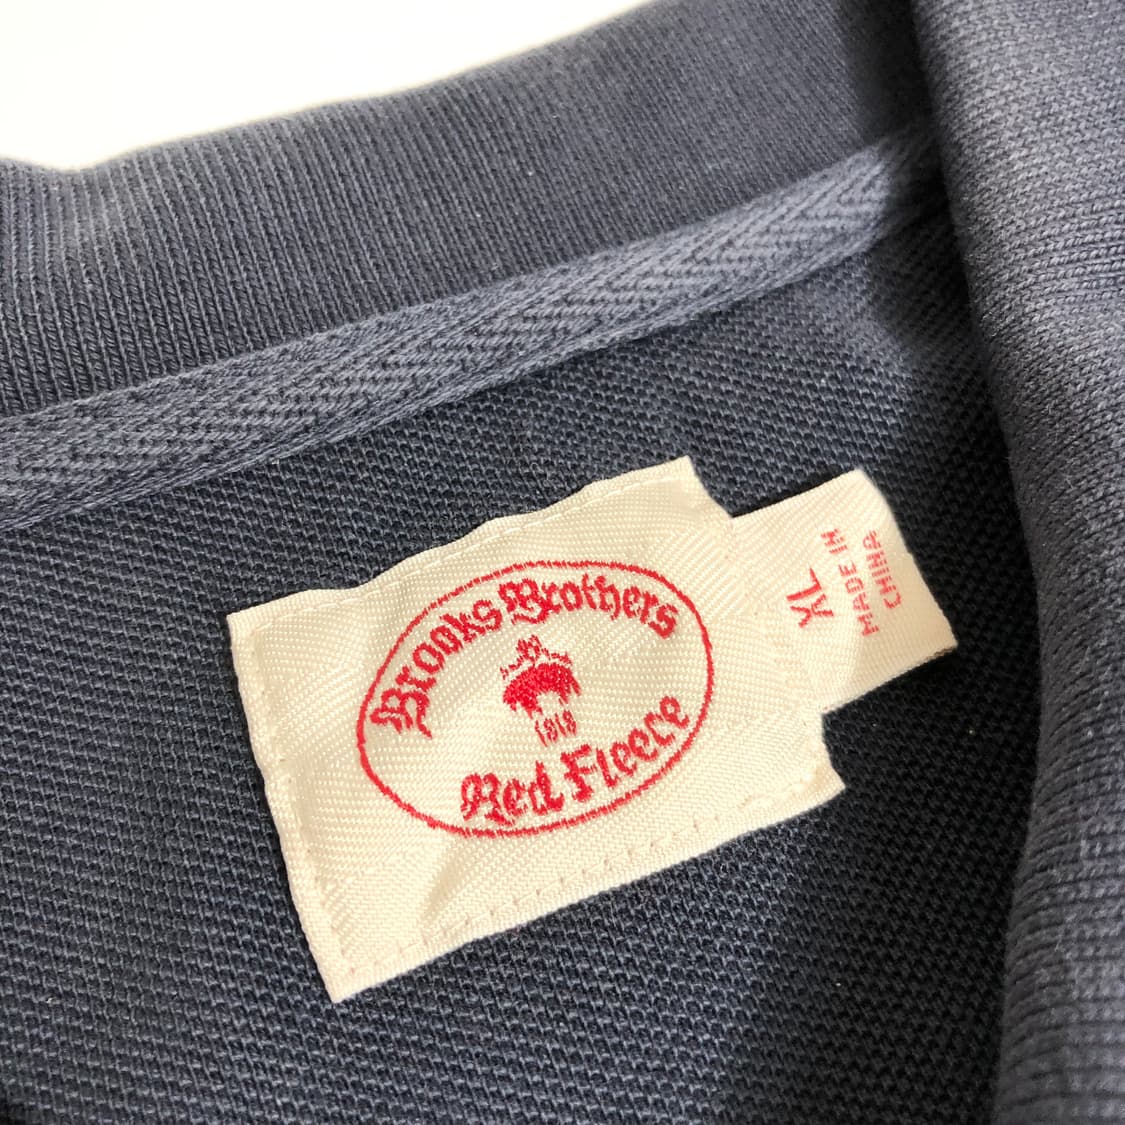 Brooks Brothers
1818
Red Fleece
XL
MADE IN
CHINA